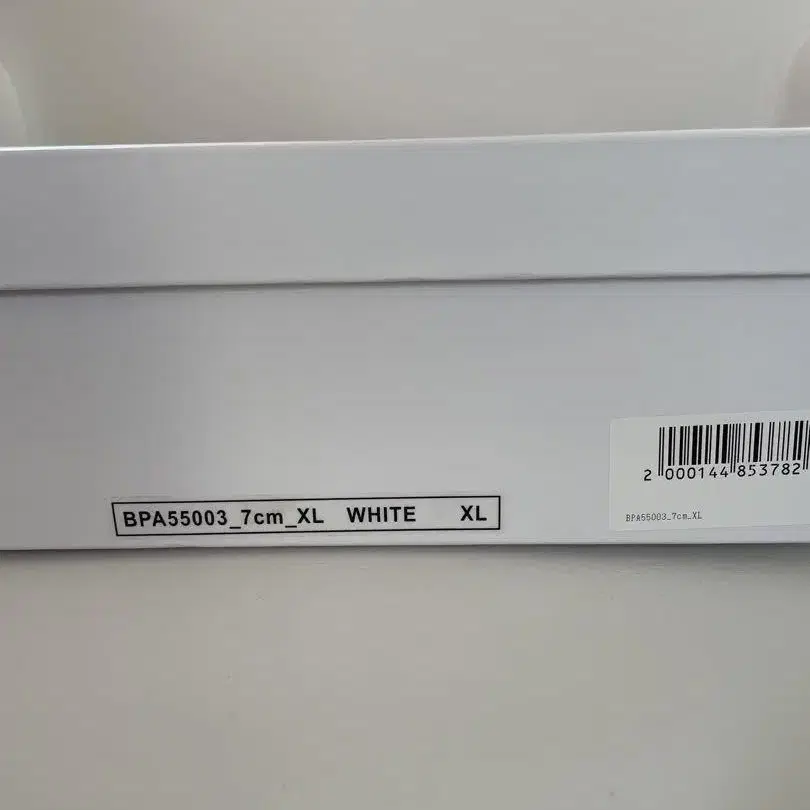 2 000144 853782
BPA55003_7cm_XL WHITE XL
BPA55003_7cm_XL